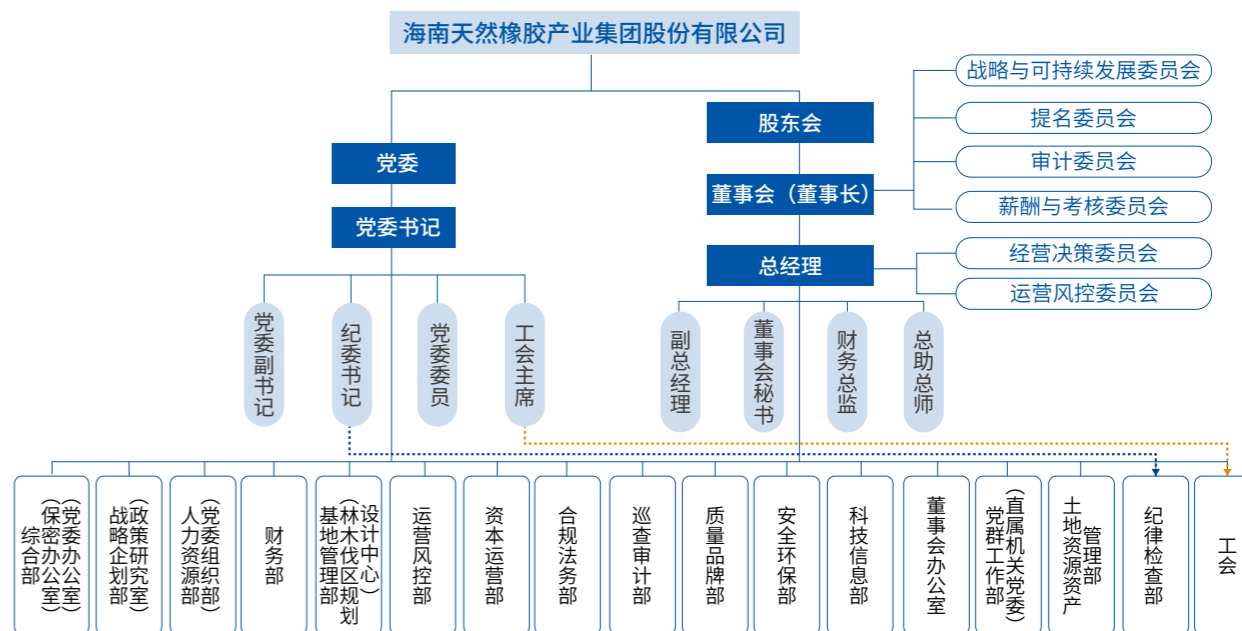 海南天然橡胶产业集团股份有限公司
党委
党委书记
股东会
董事会（董事长）
总经理
战略与可持续发展委员会
提名委员会
审计委员会
薪酬与考核委员会
经营决策委员会
运营风控委员会
党委副书记
纪委书记
党委委员
工会主席
副总经理
董事会秘书
财务总监
总助总师
综合部
（保密办公室）
（党委办公室）
战略企划部
（政策研究室）
人力资源部
（党委组织部）
财务部
基地管理部
（林木伐区规划
设计中心）
运营风控部
资本运营部
合规法务部
巡查审计部
质量品牌部
安全环保部
科技信息部
董事会办公室
党群工作部
（直属机关党委）
土地资源资产
管理部
纪律检查部
工会